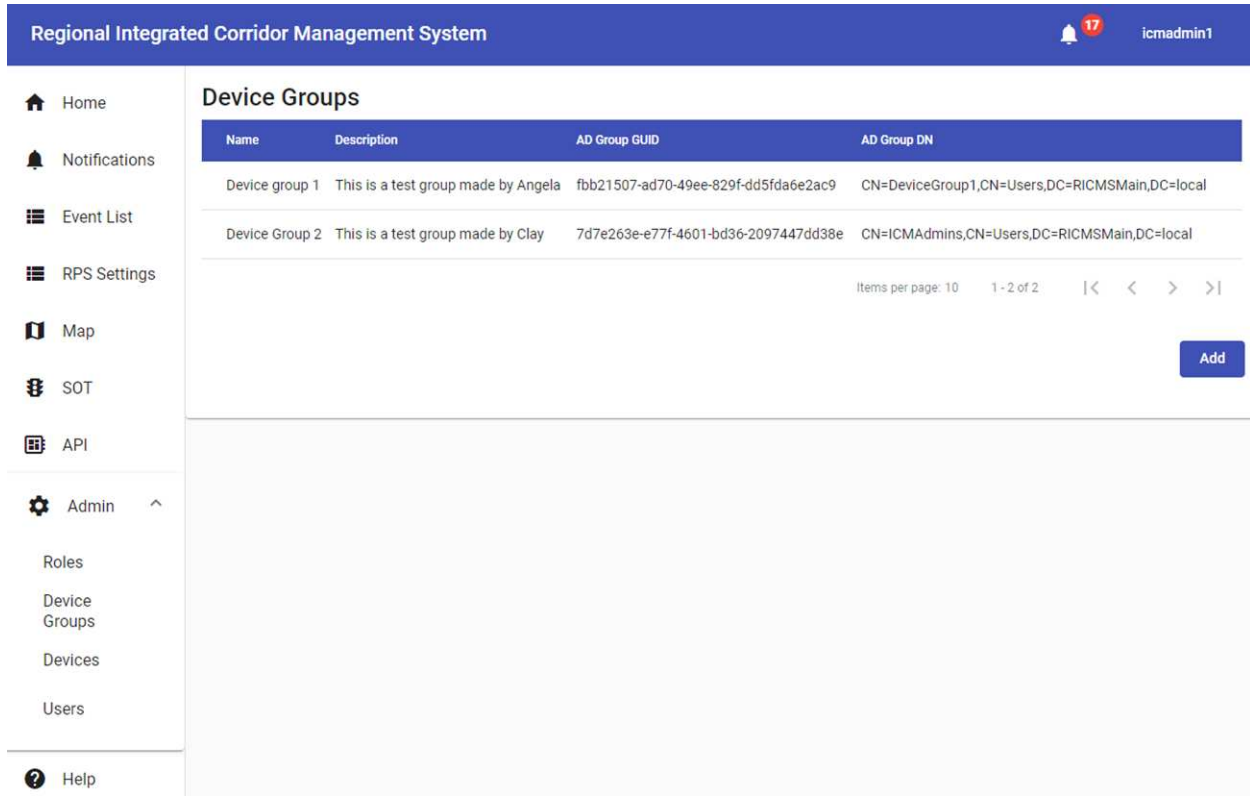 Regional Integrated Corridor Management System
17
icmadmin1
Home
Notifications
Event List
RPS Settings
Map
SOT
API
Admin
Roles
Device
Groups
Devices
Users
Help
Device Groups
Name Description AD Group GUID AD Group DN
Device group 1 This is a test group made by Angela fbb21507-ad70-49ee-829f-dd5fda6e2ac9 CN=DeviceGroup1,CN=Users,DC=RICMSMain,DC=local
Device Group 2 This is a test group made by Clay 7d7e263e-e77f-4601-bd36-2097447dd38e CN=ICMAdmins,CN=Users,DC=RICMSMain,DC=local
Items per page: 10 1 - 2 of 2
Add